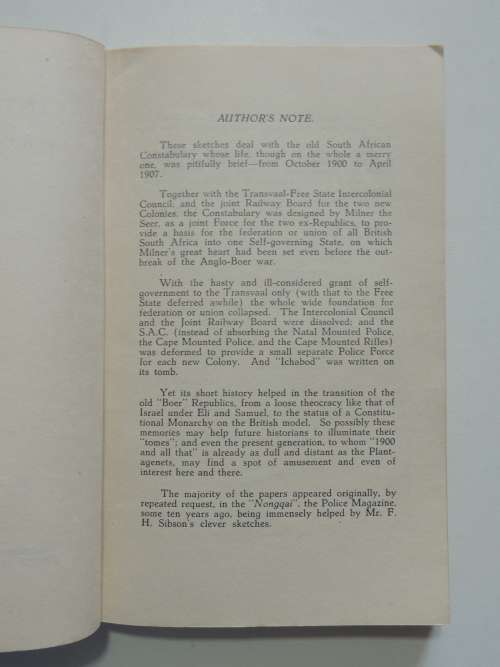 AUTHOR'S NOTE.
These sketches deal with the old South African
Constabulary whose life, though on the whole a merry
one, was pitifully brief—from October 1900 to April
1907.
Together with the Transvaal-Free State Intercolonial
Council, and the joint Railway Board for the two new
Colonies, the Constabulary was designed by Milner the
Seer, as a joint Force for the two ex-Republics, to pro-
vide a basis for the federation or union of all British
South Africa into one Self-governing State, on which
Milner's great heart had been set even before the out-
break of the Anglo-Boer war.
With the hasty and ill-considered grant of self-
government to the Transvaal only (with that to the Free
State deferred awhile) the whole wide foundation for
federation or union collapsed. The Intercolonial Council
and the Joint Railway Board were dissolved; and the
S.A.C. (instead of absorbing the Natal Mounted Police,
the Cape Mounted Police, and the Cape Mounted Rifles)
was deformed to provide a small separate Police Force
for each new Colony. And "Ichabod" was written on
its tomb.
Yet its short history helped in the transition of the
old "Boer" Republics, from a loose theocracy like that of
Israel under Eli and Samuel, to the status of a Constitu-
tional Monarchy on the British model. So possibly these
memories may help future historians to illuminate their
"tomes"; and even the present generation, to whom "1900
and all that" is already as dull and distant as the Plant-
agenets, may find a spot of amusement and even of
interest here and there.
The majority of the papers appeared originally, by
repeated request, in the "Nongqai", the Police Magazine,
some ten years ago, being immensely helped by Mr. F.
H. Sibson's clever sketches.